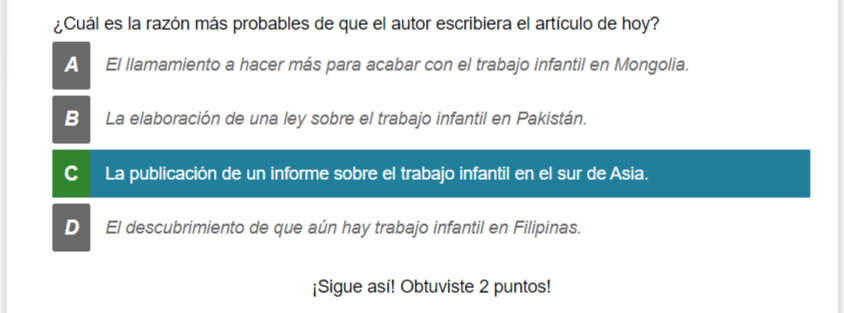 ¿Cuál es la razón más probables de que el autor escribiera el artículo de hoy?
A El llamamiento a hacer más para acabar con el trabajo infantil en Mongolia.
B La elaboración de una ley sobre el trabajo infantil en Pakistán.
C La publicación de un informe sobre el trabajo infantil en el sur de Asia.
D El descubrimiento de que aún hay trabajo infantil en Filipinas.
¡Sigue así! Obtuviste 2 puntos!